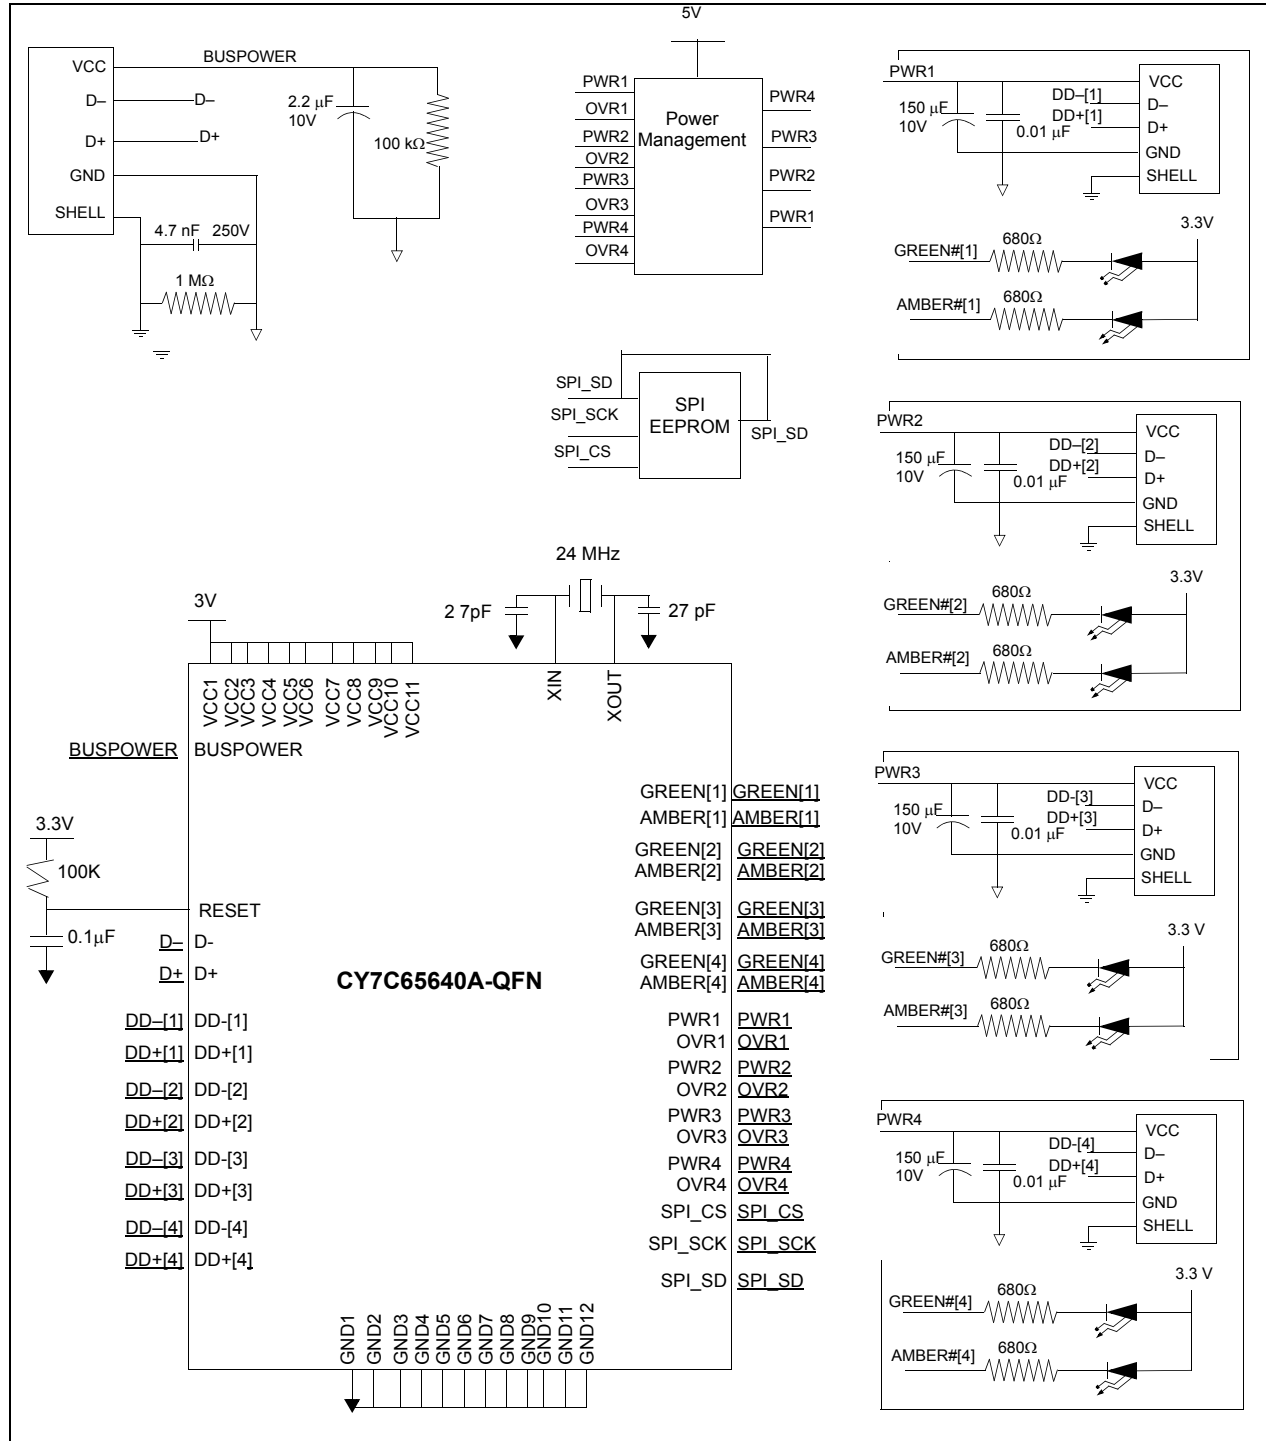 BUSPOWER
VCC
D–
D–
D+
D+
GND
SHELL
2.2 μF
10V
100 kΩ
4.7 nF 250V
1 MΩ
5V
PWR1
OVR1
PWR2
OVR2
PWR3
OVR3
PWR4
OVR4
Power
Management
PWR4
PWR3
PWR2
PWR1
SPI_SD
SPI_SCK
SPI_CS
SPI
EEPROM
SPI_SD
PWR1
150 μF
10V
0.01 μF
DD–[1]
DD+[1]
VCC
D–
D+
GND
SHELL
3.3V
GREEN#[1]
680Ω
AMBER#[1]
680Ω
PWR2
150 μF
10V
0.01 μF
DD–[2]
DD+[2]
VCC
D–
D+
GND
SHELL
3.3V
GREEN#[2]
680Ω
AMBER#[2]
680Ω
PWR3
150 μF
10V
0.01 μF
DD-[3]
DD+[3]
VCC
D–
D+
GND
SHELL
3.3 V
GREEN#[3]
680Ω
AMBER#[3]
680Ω
PWR4
150 μF
10V
0.01 μF
DD-[4]
DD+[4]
VCC
D–
D+
GND
SHELL
3.3 V
GREEN#[4]
680Ω
AMBER#[4]
680Ω
24 MHz
2 7pF
27 pF
3V
VCC1
VCC2
VCC3
VCC4
VCC5
VCC6
VCC7
VCC8
VCC9
VCC10
VCC11
XIN
XOUT
BUSPOWER BUSPOWER
3.3V
100K
RESET
0.1μF
D– D-
D+ D+
DD–[1] DD-[1]
DD+[1] DD+[1]
DD–[2] DD-[2]
DD+[2] DD+[2]
DD–[3] DD-[3]
DD+[3] DD+[3]
DD–[4] DD-[4]
DD+[4] DD+[4]
CY7C65640A-QFN
GREEN[1] GREEN[1]
AMBER[1] AMBER[1]
GREEN[2] GREEN[2]
AMBER[2] AMBER[2]
GREEN[3] GREEN[3]
AMBER[3] AMBER[3]
GREEN[4] GREEN[4]
AMBER[4] AMBER[4]
PWR1 PWR1
OVR1 OVR1
PWR2 PWR2
OVR2 OVR2
PWR3 PWR3
OVR3 OVR3
PWR4 PWR4
OVR4 OVR4
SPI_CS SPI_CS
SPI_SCK SPI_SCK
SPI_SD SPI_SD
GND1
GND2
GND3
GND4
GND5
GND6
GND7
GND8
GND9
GND10
GND11
GND12